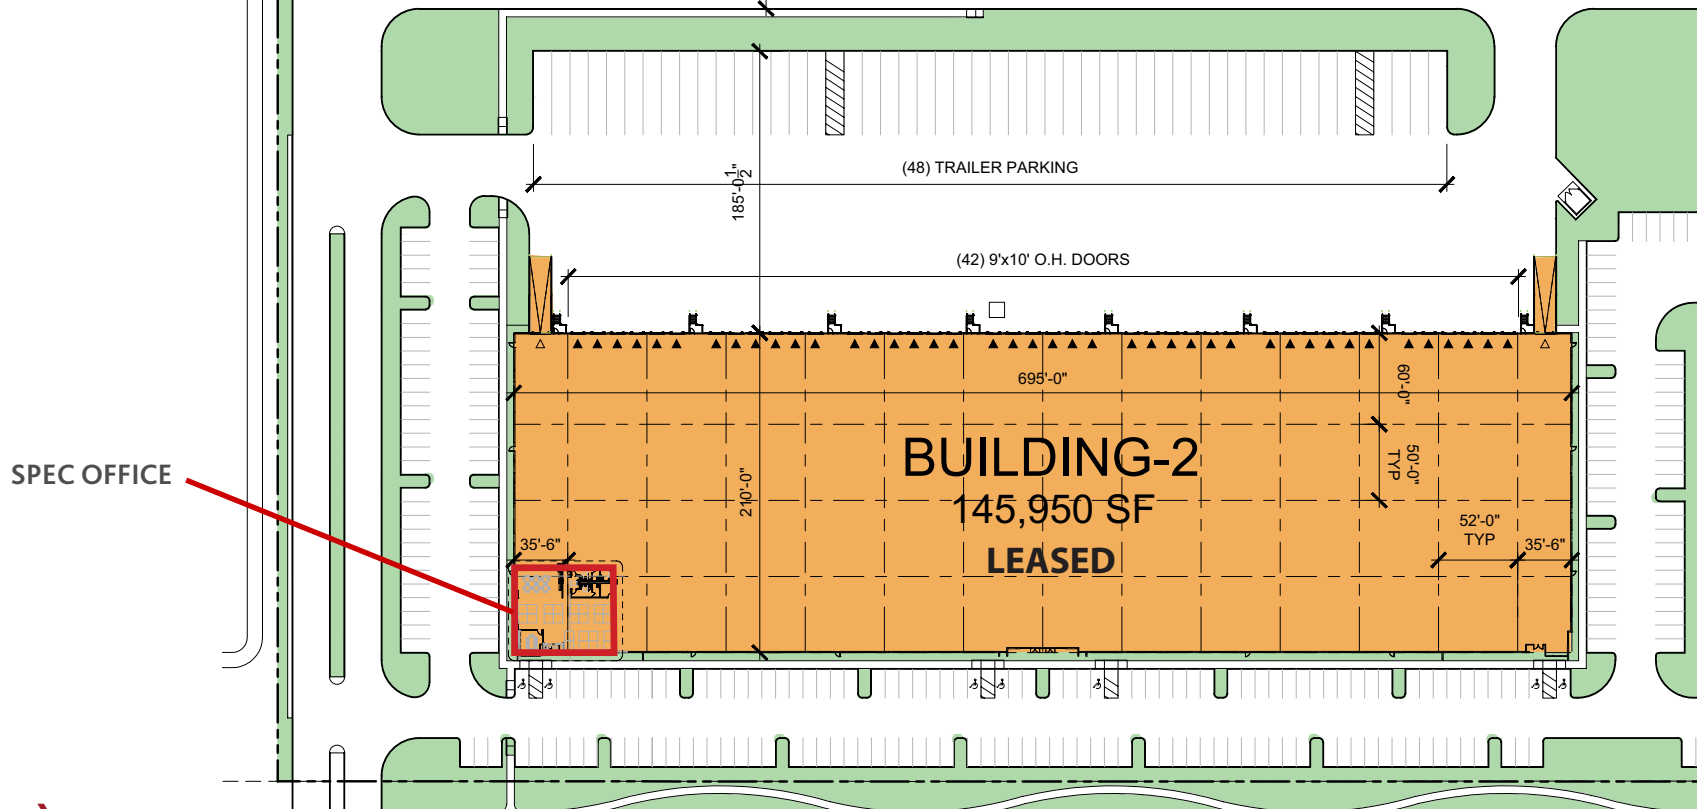 (48) TRAILER PARKING
185'-0½"
(42) 9'x10' O.H. DOORS
695'-0"
60'-0"
BUILDING-2
145,950 SF
LEASED
50'-0"
TYP
SPEC OFFICE
210'-0"
52'-0"
TYP
35'-6"
35'-6"